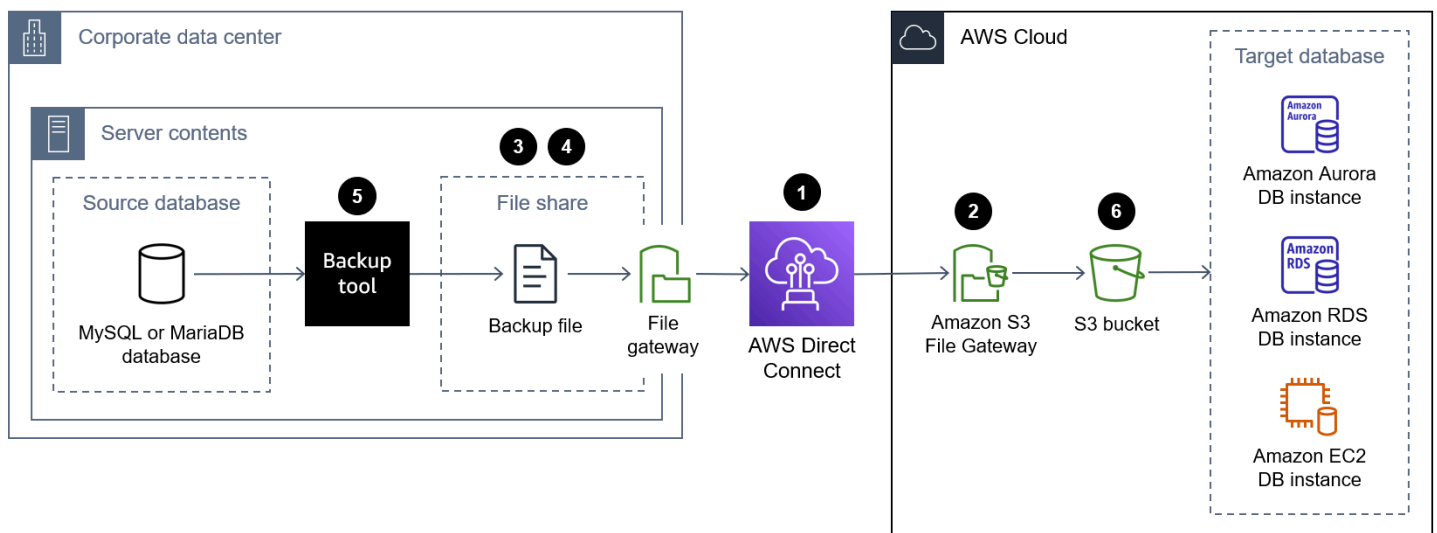 Corporate data center
Server contents
Source database
MySQL or MariaDB
database
5
Backup
tool
3 4
File share
Backup file
File
gateway
1
AWS Direct
Connect
AWS Cloud
2
Amazon S3
File Gateway
6
S3 bucket
Target database
Amazon
Aurora
Amazon Aurora
DB instance
Amazon
RDS
Amazon RDS
DB instance
Amazon EC2
DB instance